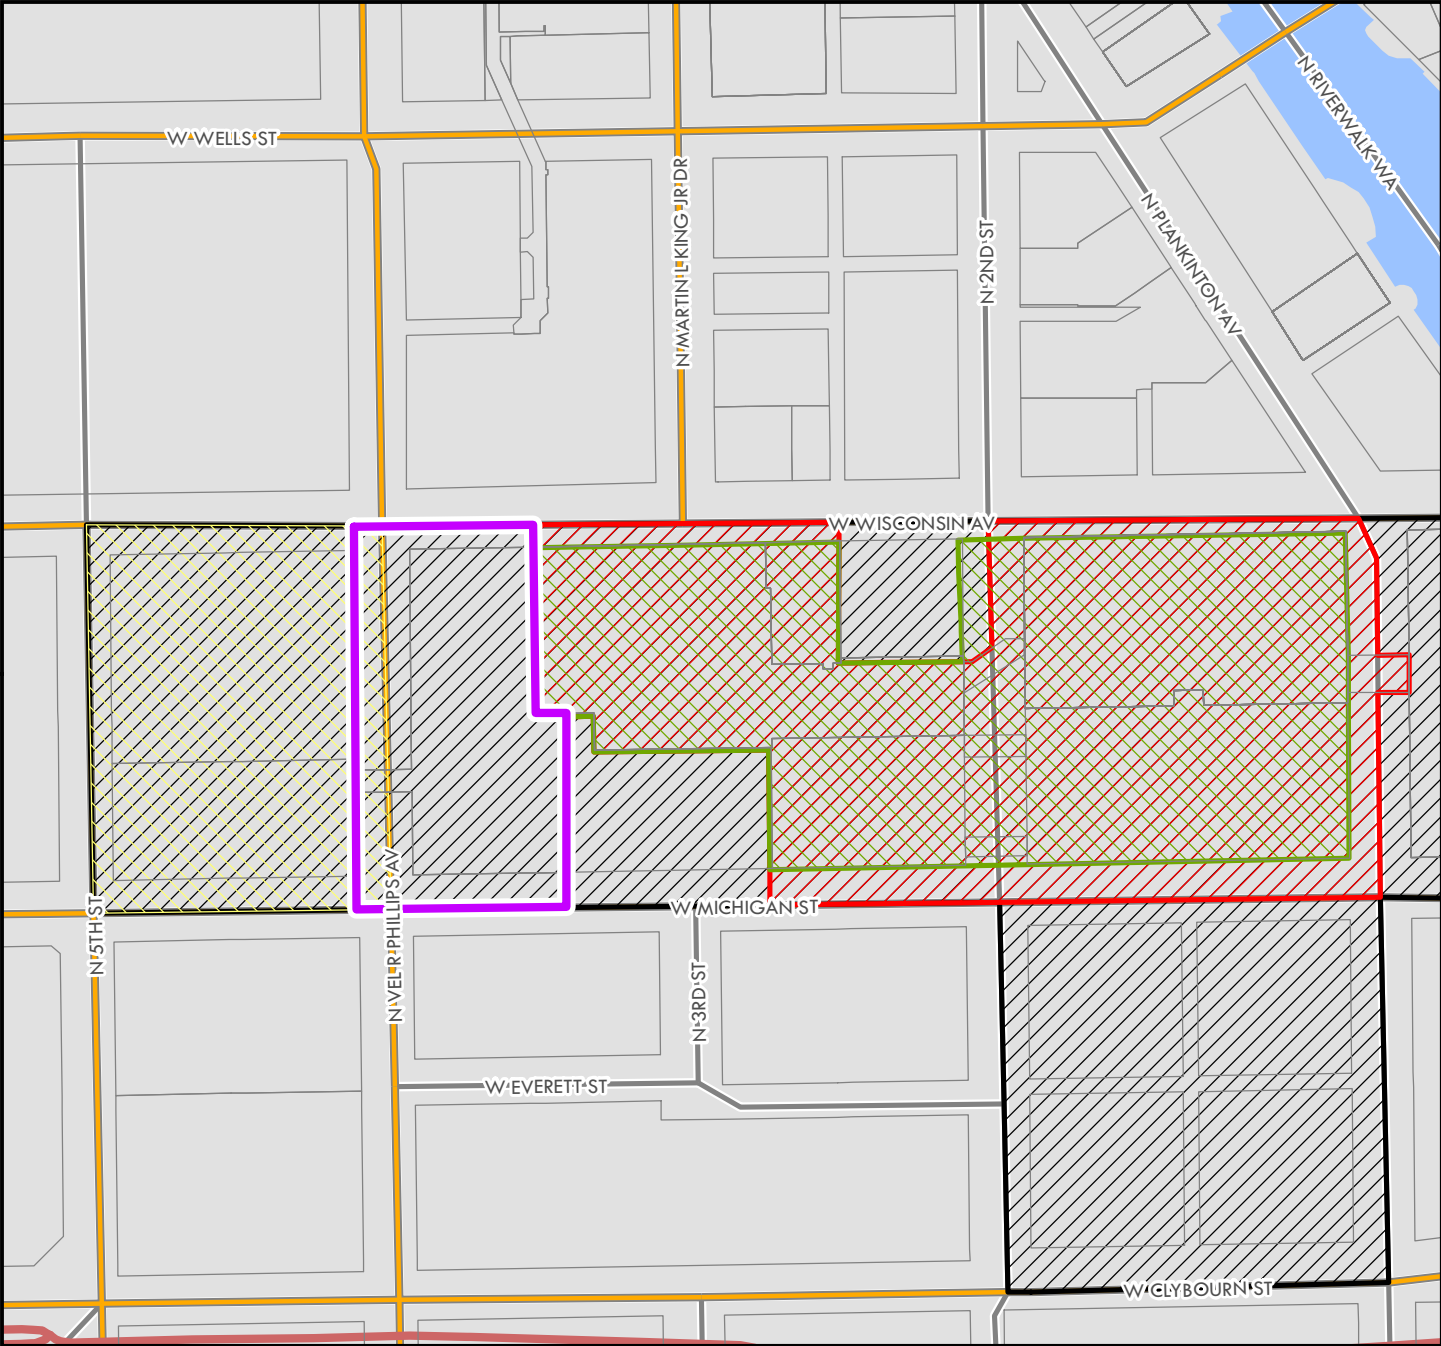 N RIVERWALK WA
W WELLS ST
N MARTIN L KING JR DR
N PLANKINTON AV
N 2ND ST
W WISCONSIN AV
N VEL R PHILLIPS AV
N 5TH ST
W MICHIGAN ST
N 3RD ST
W EVERETT ST
W CLYBOURN ST